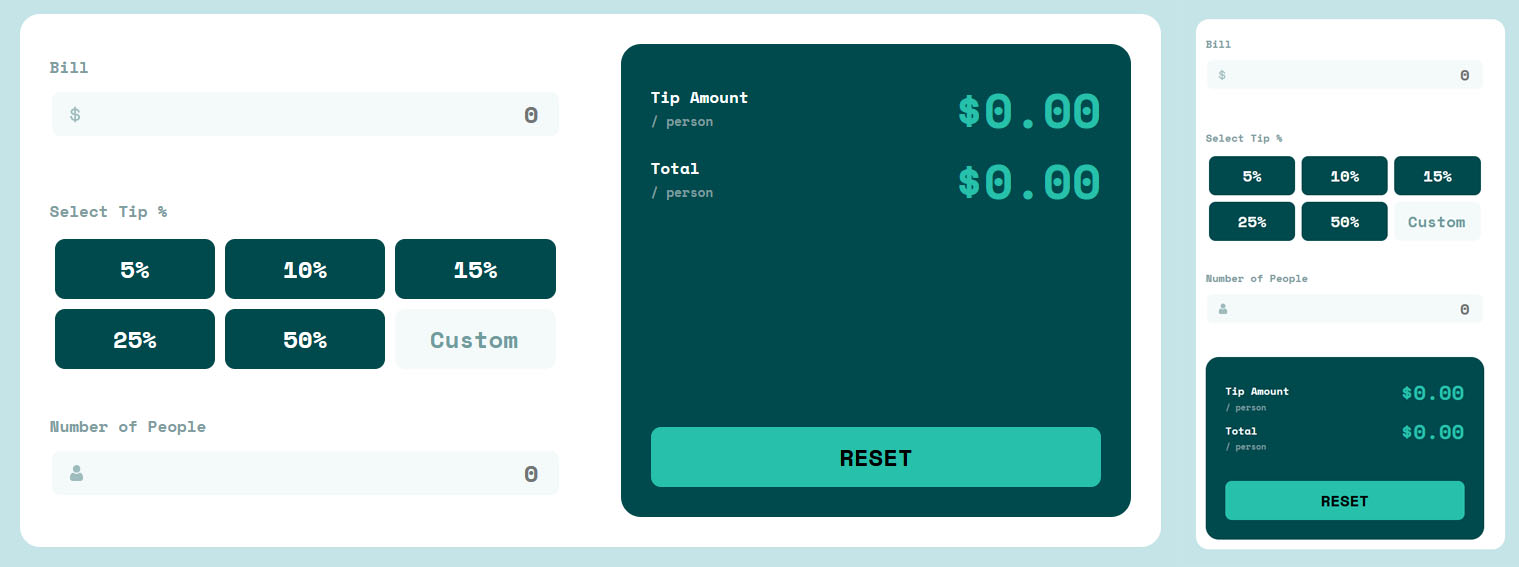 Bill
$ 0
Select Tip %
5% 10% 15%
25% 50% Custom
Number of People
0
Tip Amount $0.00
/ person
Total $0.00
/ person
RESET
Bill
$ 0
Select Tip %
5% 10% 15%
25% 50% Custom
Number of People
0
Tip Amount $0.00
/ person
Total $0.00
/ person
RESET